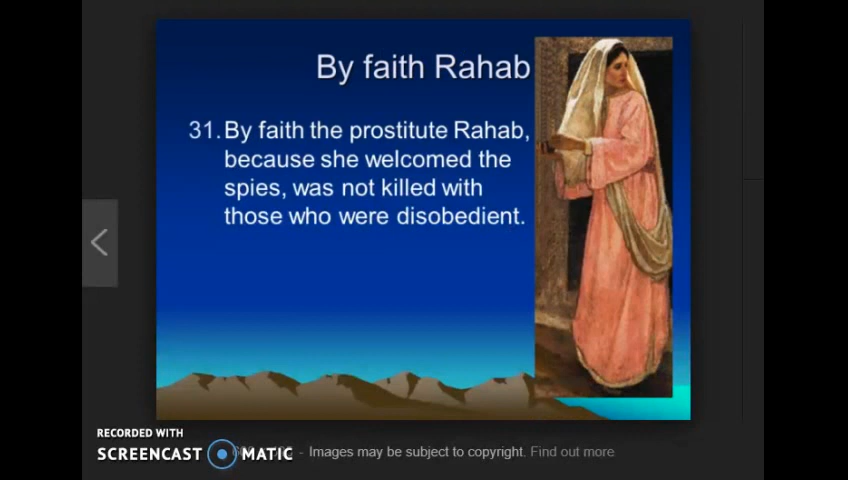 By faith Rahab
31. By faith the prostitute Rahab,
because she welcomed the
spies, was not killed with
those who were disobedient.
RECORDED WITH
SCREENCAST MATIC
- Images may be subject to copyright. Find out more